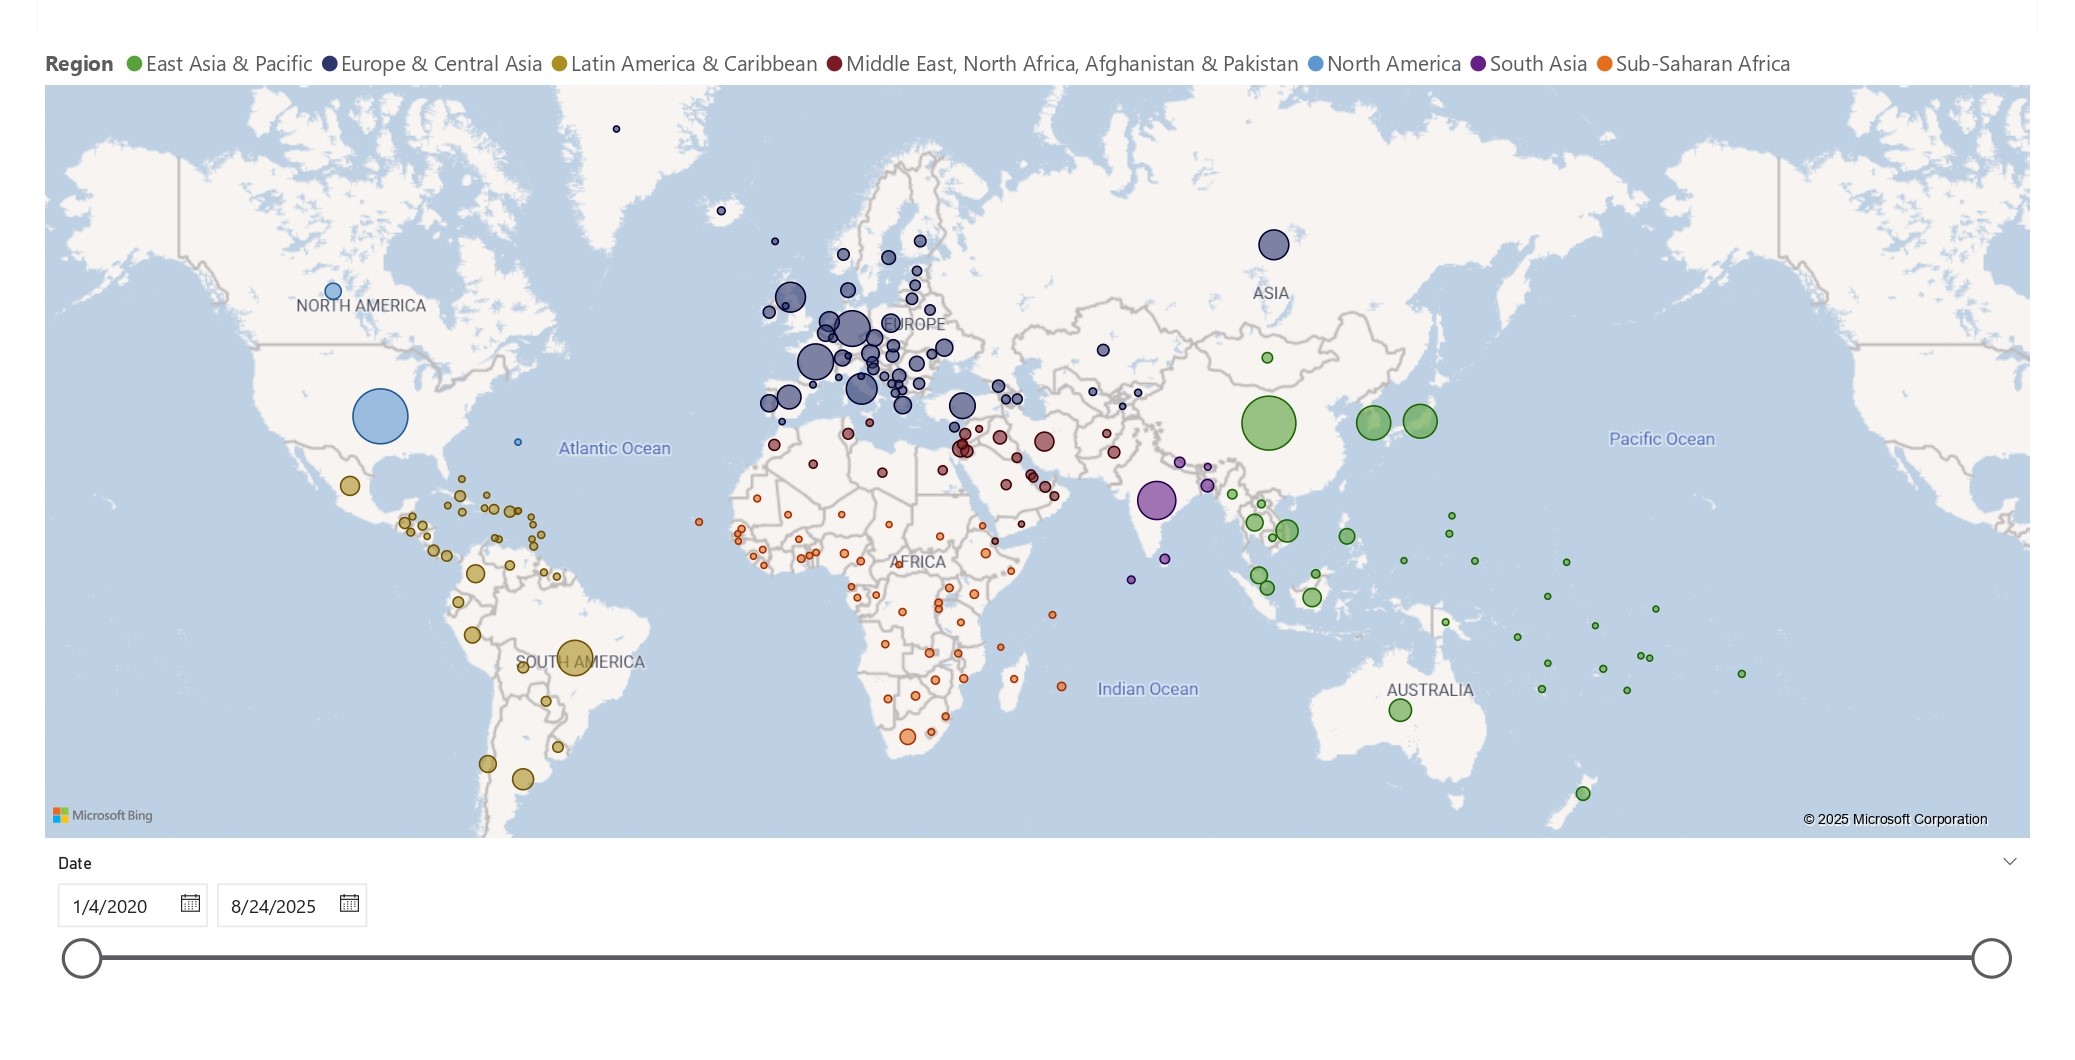 Region East Asia & Pacific Europe & Central Asia Latin America & Caribbean Middle East, North Africa, Afghanistan & Pakistan North America South Asia Sub-Saharan Africa
ASIA
NORTH AMERICA
EUROPE
Pacific Ocean
Atlantic Ocean
AFRICA
SOUTH AMERICA
Indian Ocean
AUSTRALIA
Microsoft Bing
© 2025 Microsoft Corporation
Date
1/4/2020 8/24/2025